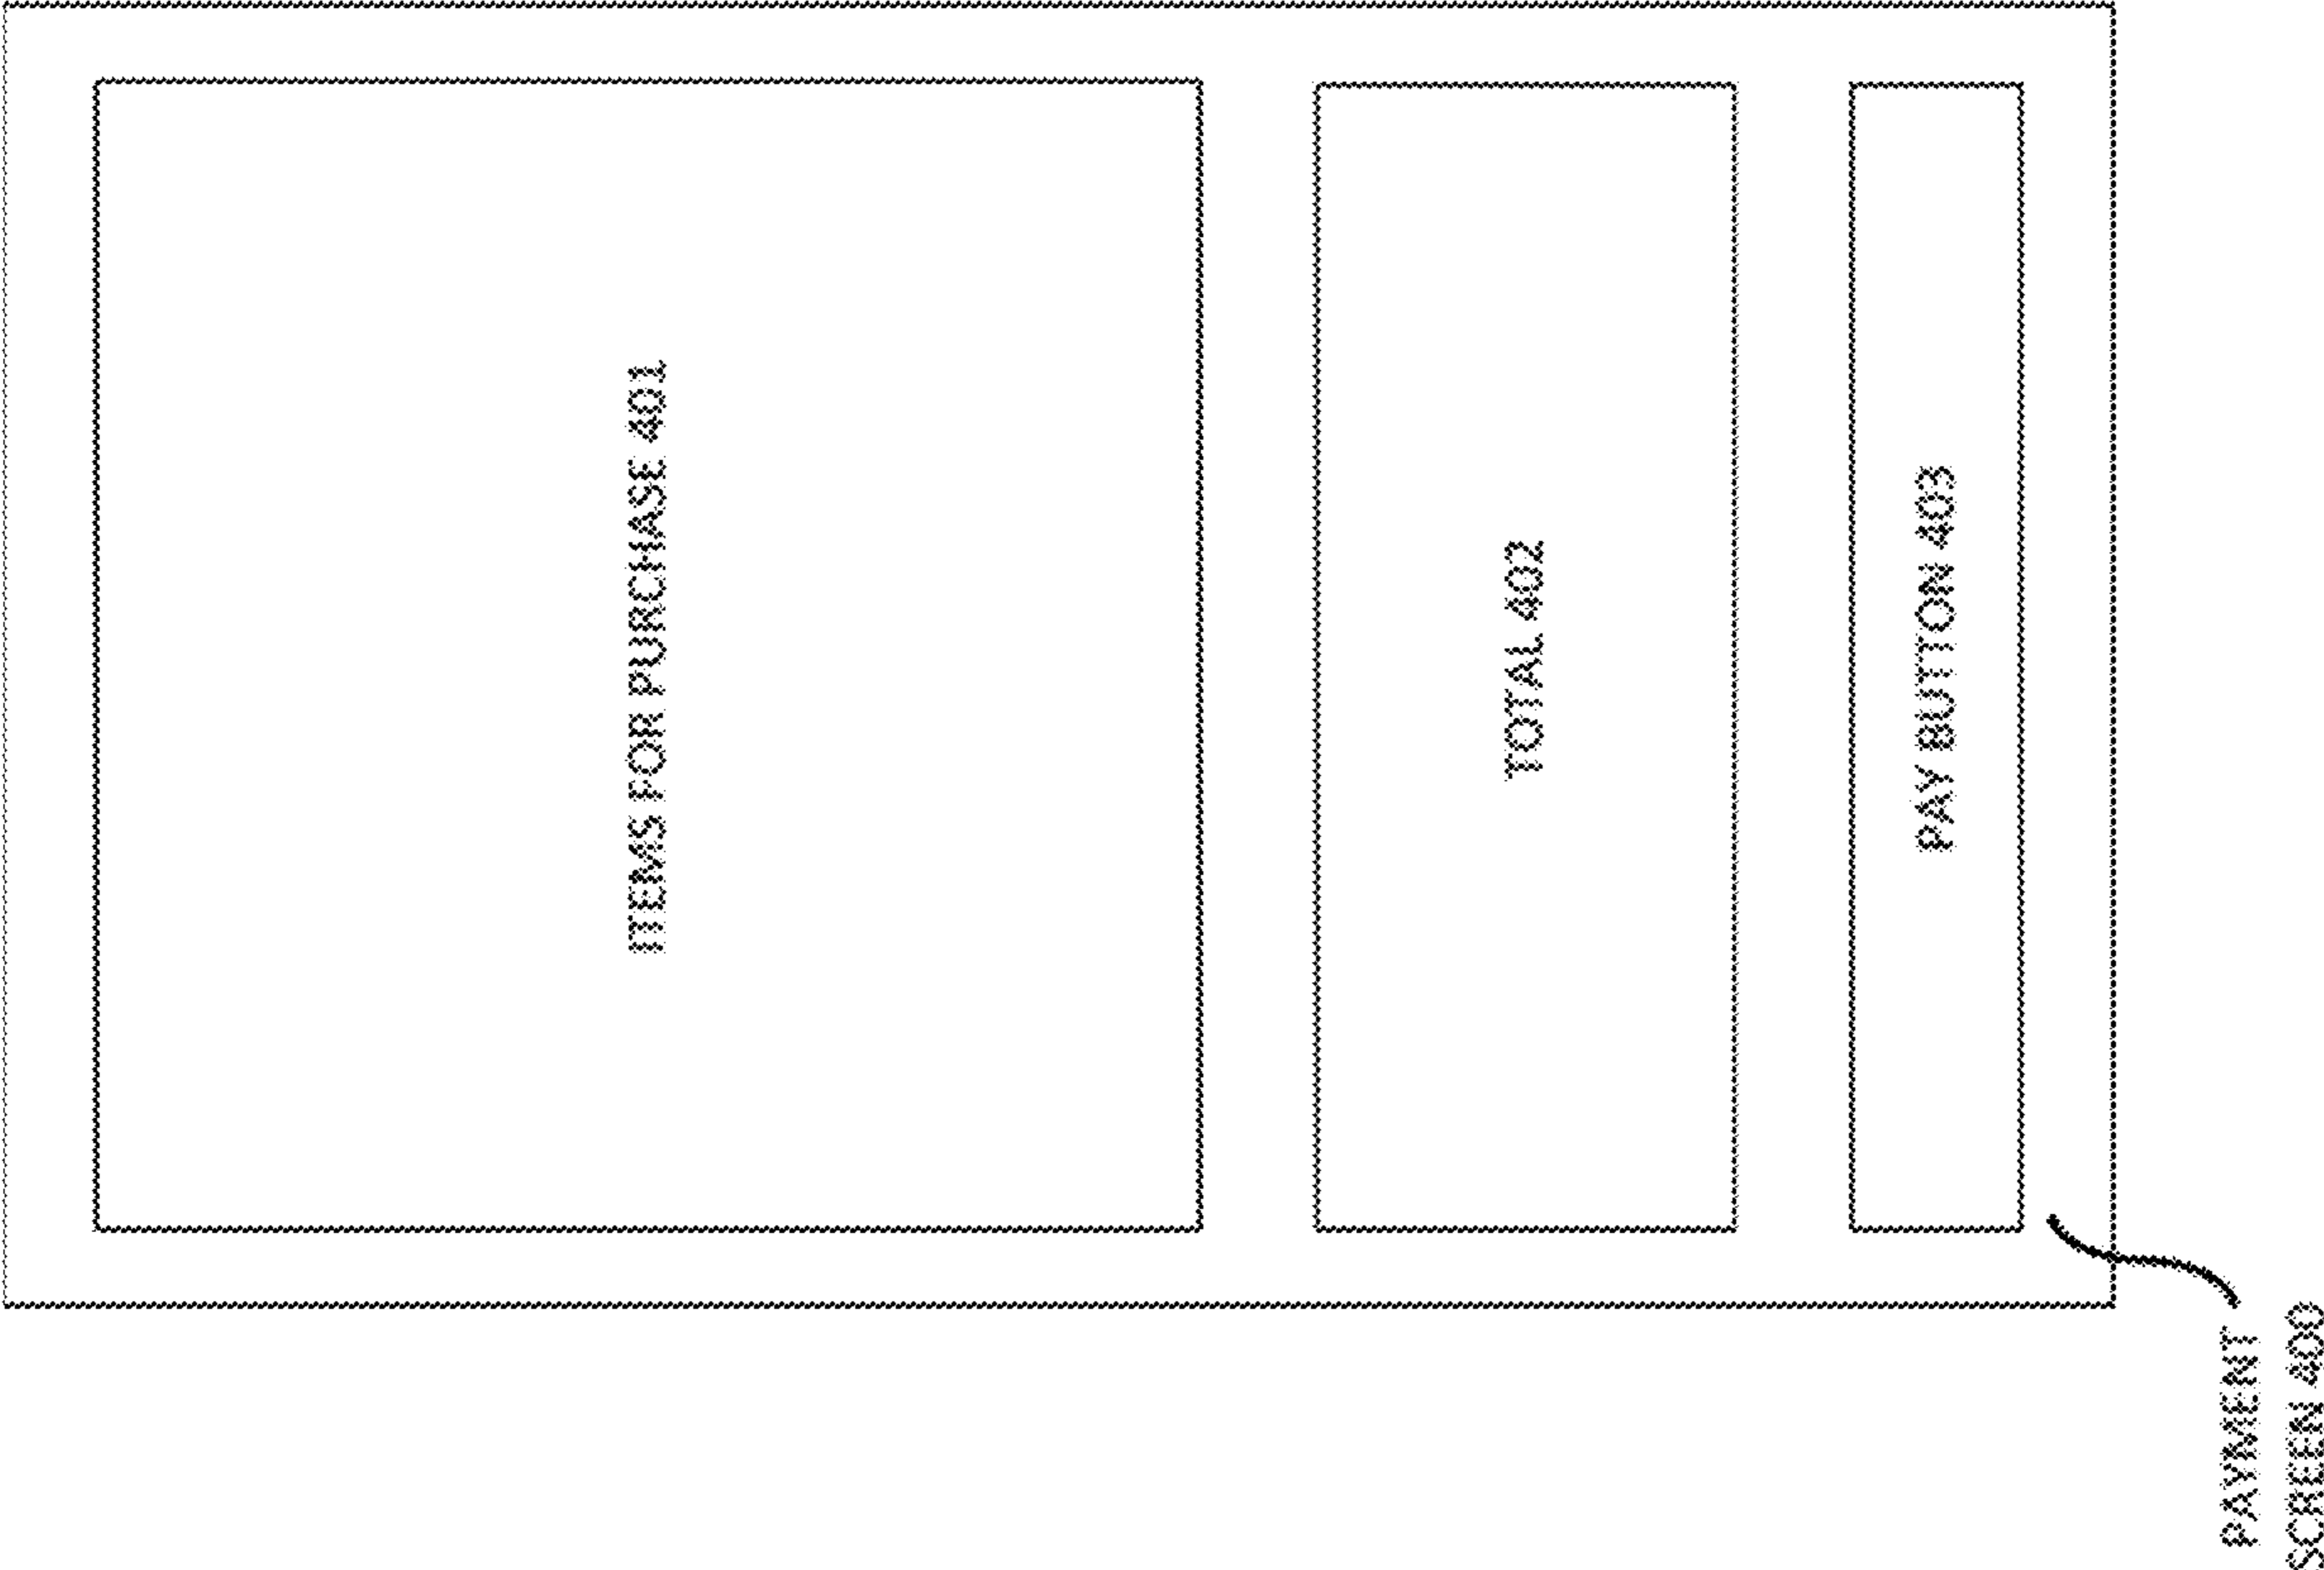 ITEMS FOR PURCHASE 401
TOTAL 402
PAY BUTTON 403
PAYMENT
SCREEN 400